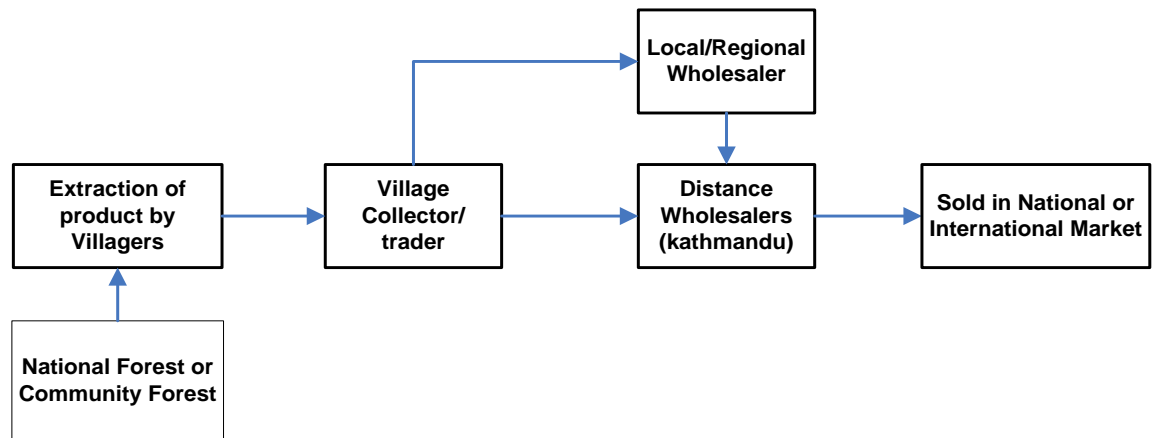 Local/Regional
Wholesaler
Extraction of
product by
Villagers
Village
Collector/
trader
Distance
Wholesalers
(kathmandu)
Sold in National or
International Market
National Forest or
Community Forest